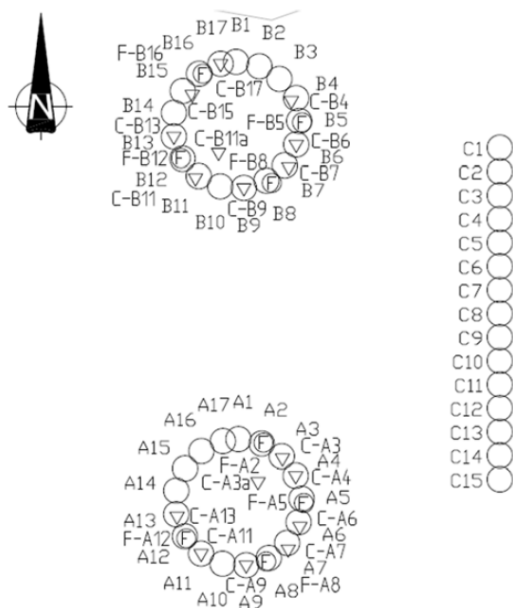 N
B17 B1
B2
B16
B3
F-B16
B15
F
C-B17
B4
C-B4
C-B15
B14
F-B5 F B5
C-B13
C-B11a
C-B6
B13
B6
F-B12 F
F-B8
C-B7
B12
B7
F
C-B11 B11
C-B9
B8
B10
B9
C1
C2
C3
C4
C5
C6
C7
C8
C9
C10
C11
C12
C13
C14
C15
A17 A1
A2
A16
F
A3
C-A3
A15
F-A2
A4
C-A3a
C-A4
A14
F-A5 F A5
A13 C-A13
C-A6
F-A12 F C-A11
A6
A12
C-A7
F
A7
A11
C-A9
A8 F-A8
A10
A9